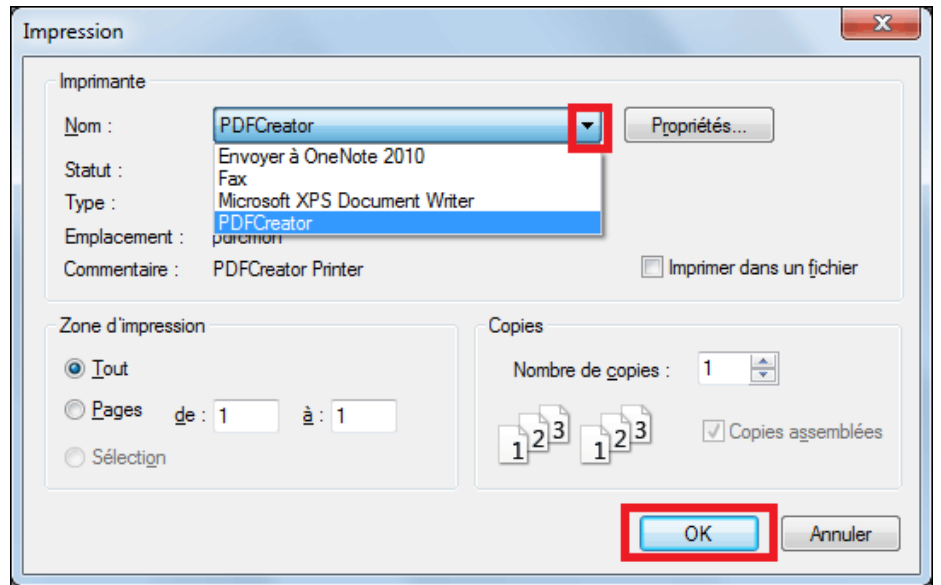 Impression
Imprimante
Nom :
PDFCreator
Propriétés...
Envoyer à OneNote 2010
Fax
Microsoft XPS Document Writer
PDFCreator
Statut :
Type :
Emplacement :
Commentaire :
PDFCreator Printer
Imprimer dans un fichier
Zone d'impression
Tout
Pages de : 1 à : 1
Sélection
Copies
Nombre de copies : 1
1 2 3 1 2 3
Copies assemblées
OK
Annuler